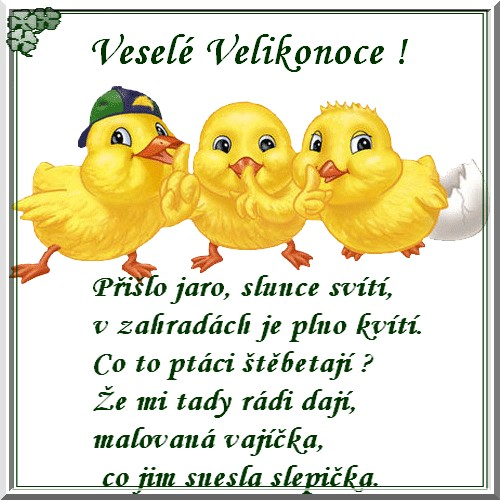 Veselé Velikonoce !
Přišlo jaro, slunce svítí,
v zahradách je plno kvítí.
Co to ptáci štěbetají ?
Že mi tady rádi dají,
malovaná vajíčka,
co jim snesla slepička.